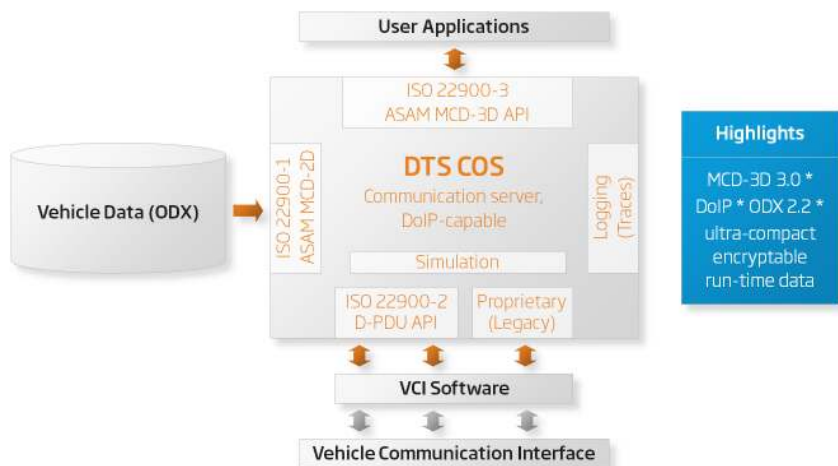 User Applications
ISO 22900-3
ASAM MCD-3D API
Vehicle Data (ODX)
ISO 22900-1
ASAM MCD-2D
DTS COS
Communication server,
DoIP-capable
Logging
(Traces)
Simulation
ISO 22900-2
D-PDU API
Proprietary
(Legacy)
VCI Software
Vehicle Communication Interface
Highlights
MCD-3D 3.0 *
DoIP * ODX 2.2 *
ultra-compact
encryptable
run-time data